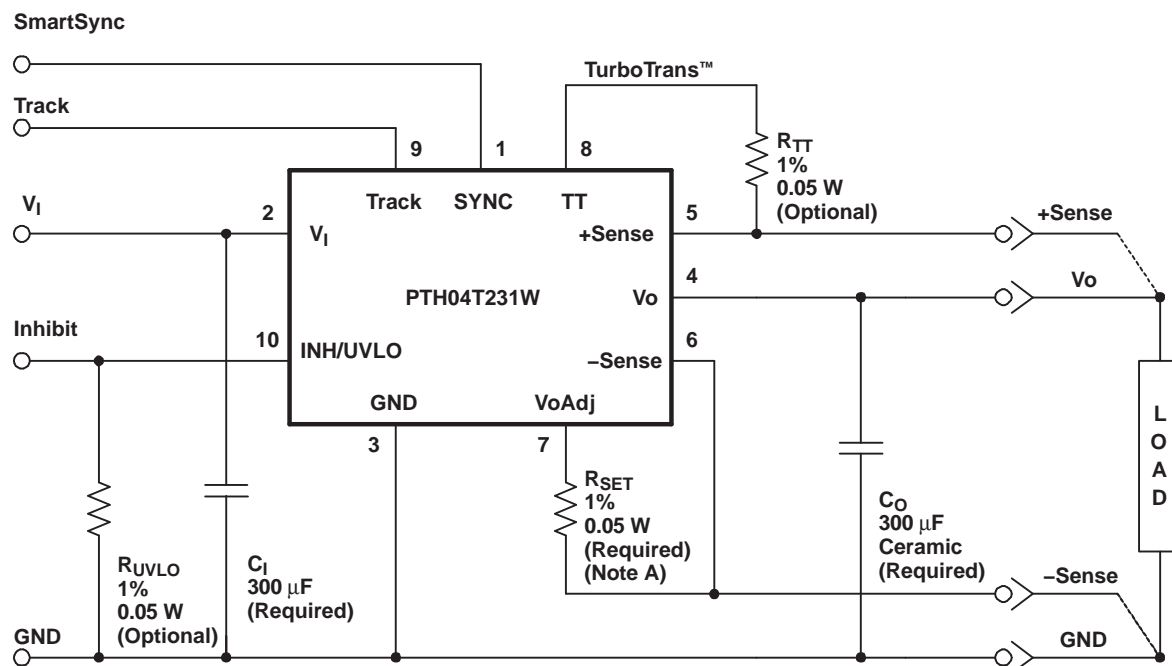 SmartSync
TurboTrans™
Track
9
1
8
RTT
1%
0.05 W
(Optional)
Track
SYNC
TT
VI
2
VI
+Sense
5
+Sense
PTH04T231W
Vo
4
Vo
Inhibit
10
INH/UVLO
–Sense
6
GND
VoAdj
3
7
LOAD
RSET
1%
0.05 W
(Required)
(Note A)
CO
300 μF
Ceramic
(Required)
RUVLO
1%
0.05 W
(Optional)
CI
300 μF
(Required)
–Sense
GND
GND